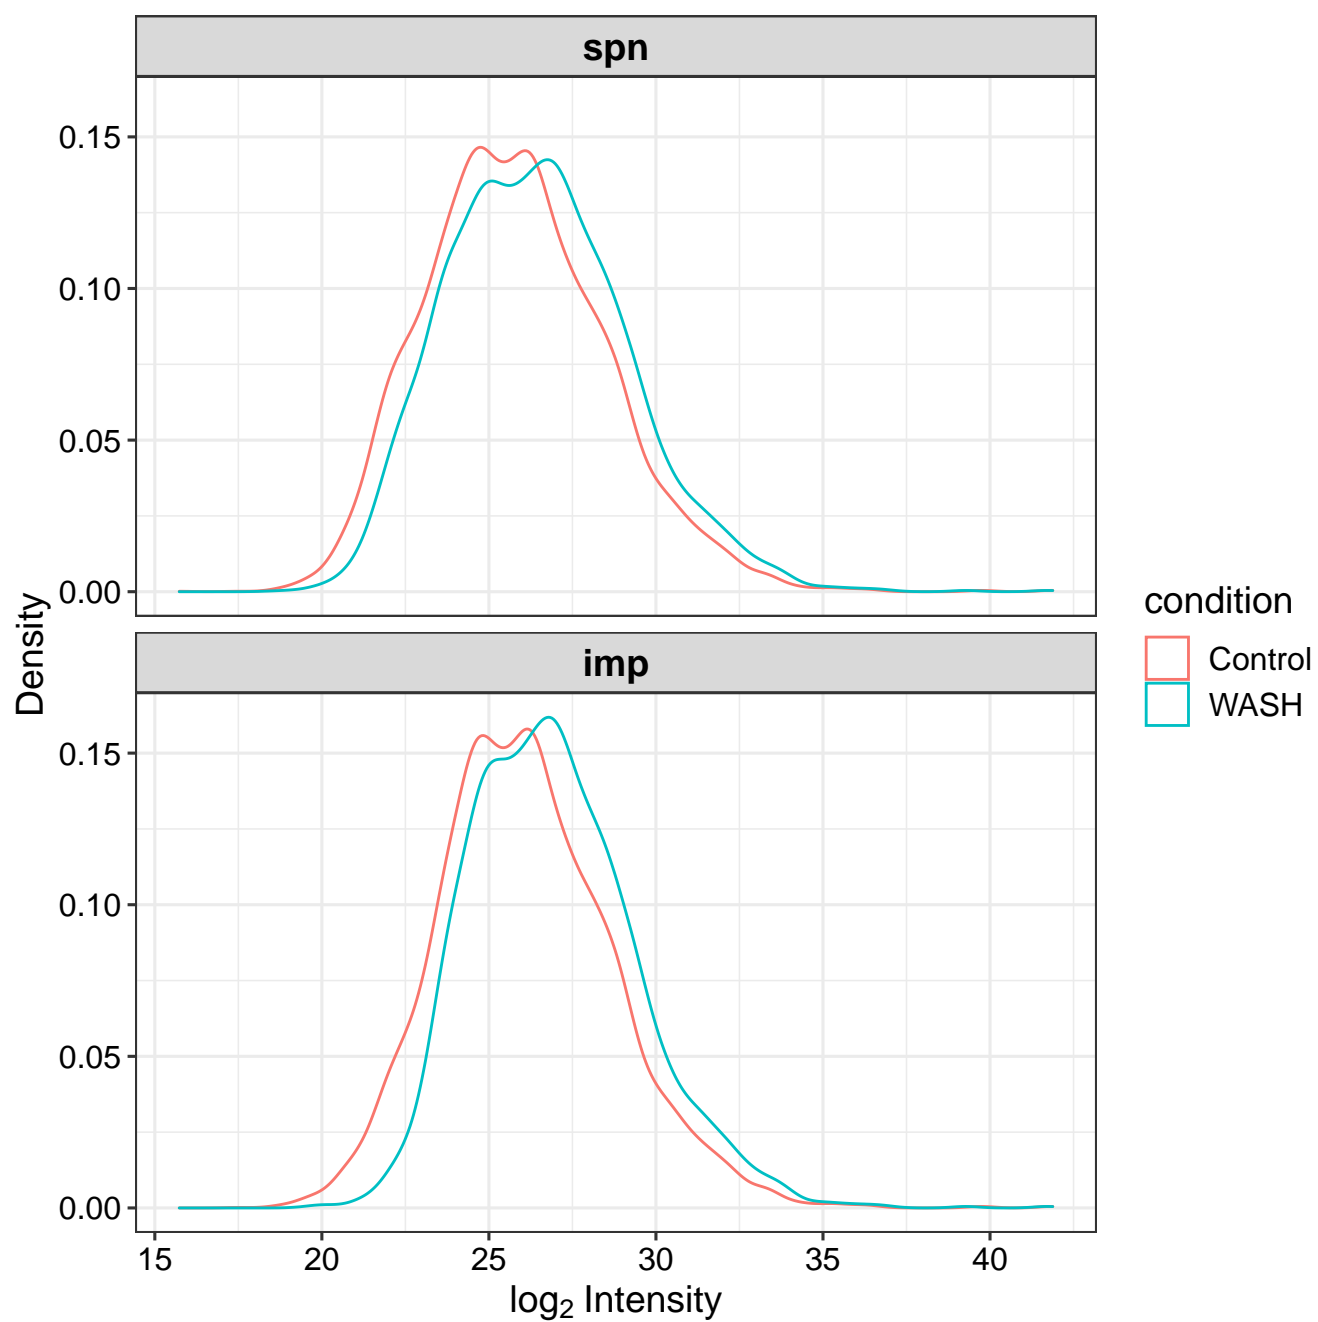 spn
0.15
0.10
0.05
0.00
imp
0.15
0.10
0.05
0.00
15 20 25 30 35 40
log₂ Intensity
Density
condition
Control
WASH